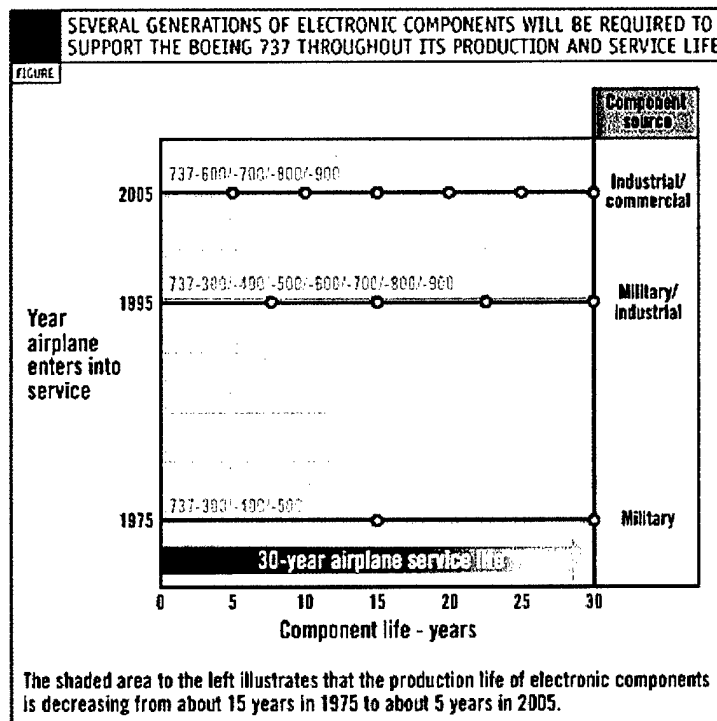 SEVERAL GENERATIONS OF ELECTRONIC COMPONENTS WILL BE REQUIRED TO
SUPPORT THE BOEING 737 THROUGHOUT ITS PRODUCTION AND SERVICE LIFE
FIGURE
Component
source
737-600/-700/-800/-900
2005
Industrial/
commercial
737-300/-400/-500/-600/-700/-800/-900
1995
Military/
industrial
Year
airplane
enters into
service
737-300/-400/-500
1975
Military
30-year airplane service life
0 5 10 15 20 25 30
Component life - years
The shaded area to the left illustrates that the production life of electronic components
is decreasing from about 15 years in 1975 to about 5 years in 2005.